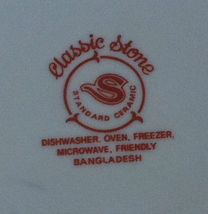 Classic Stone
S
STANDARD CERAMIC
DISHWASHER, OVEN, FREEZER,
MICROWAVE, FRIENDLY
BANGLADESH